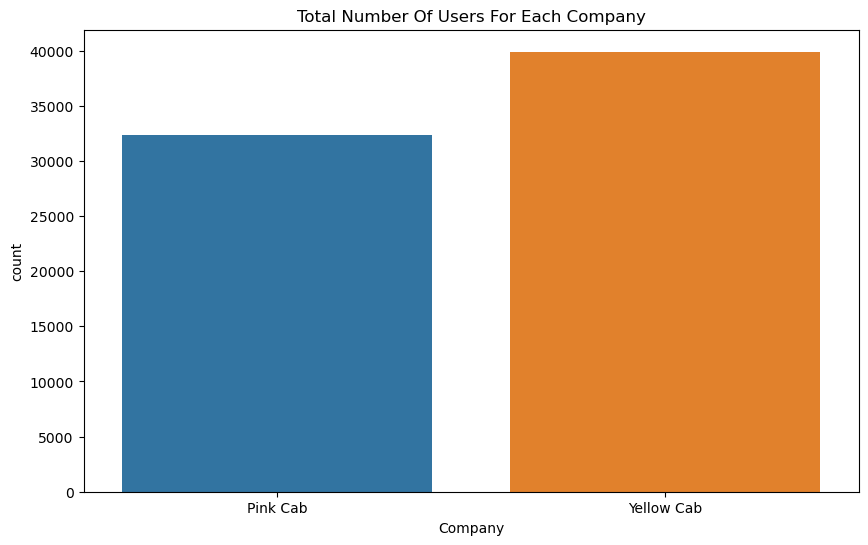 Total Number Of Users For Each Company
40000
35000
30000
25000
20000
15000
10000
5000
0
count
Pink Cab
Yellow Cab
Company